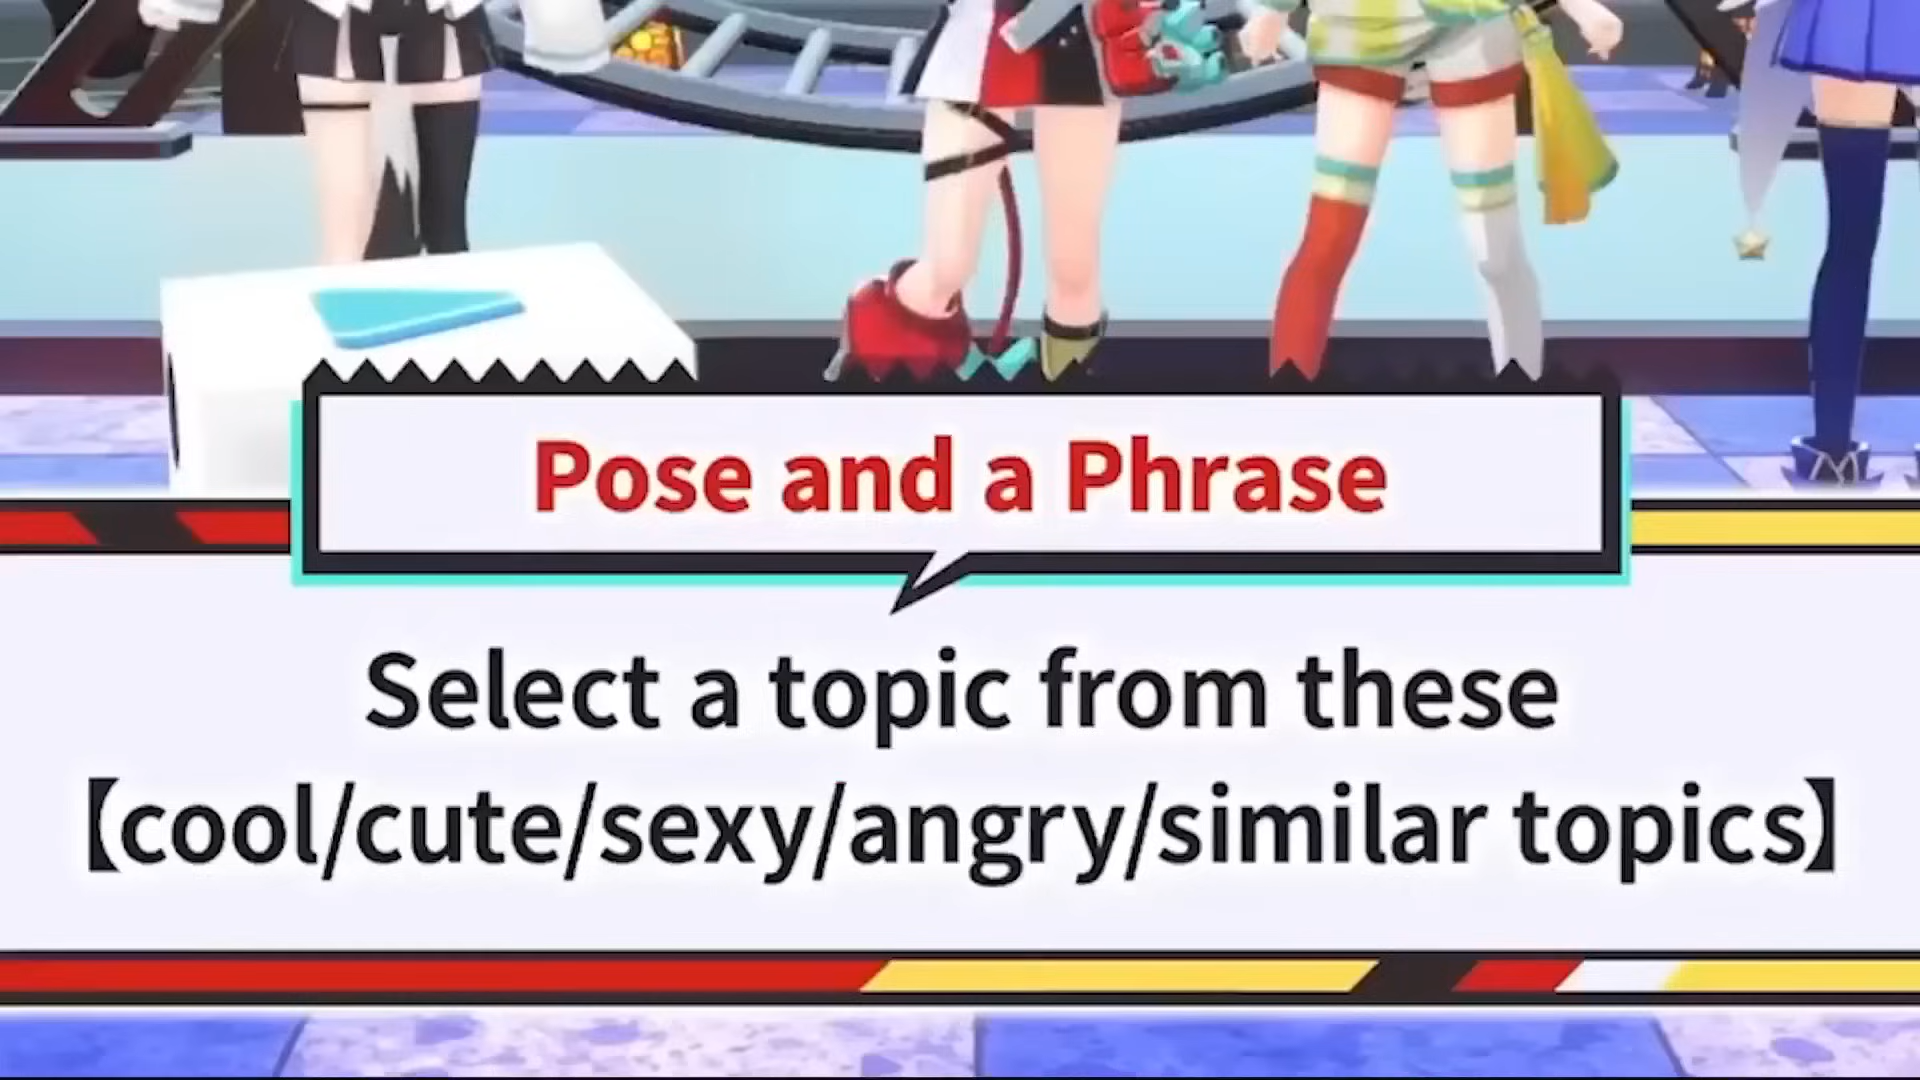 Pose and a Phrase
Select a topic from these
【cool/cute/sexy/angry/similar topics】